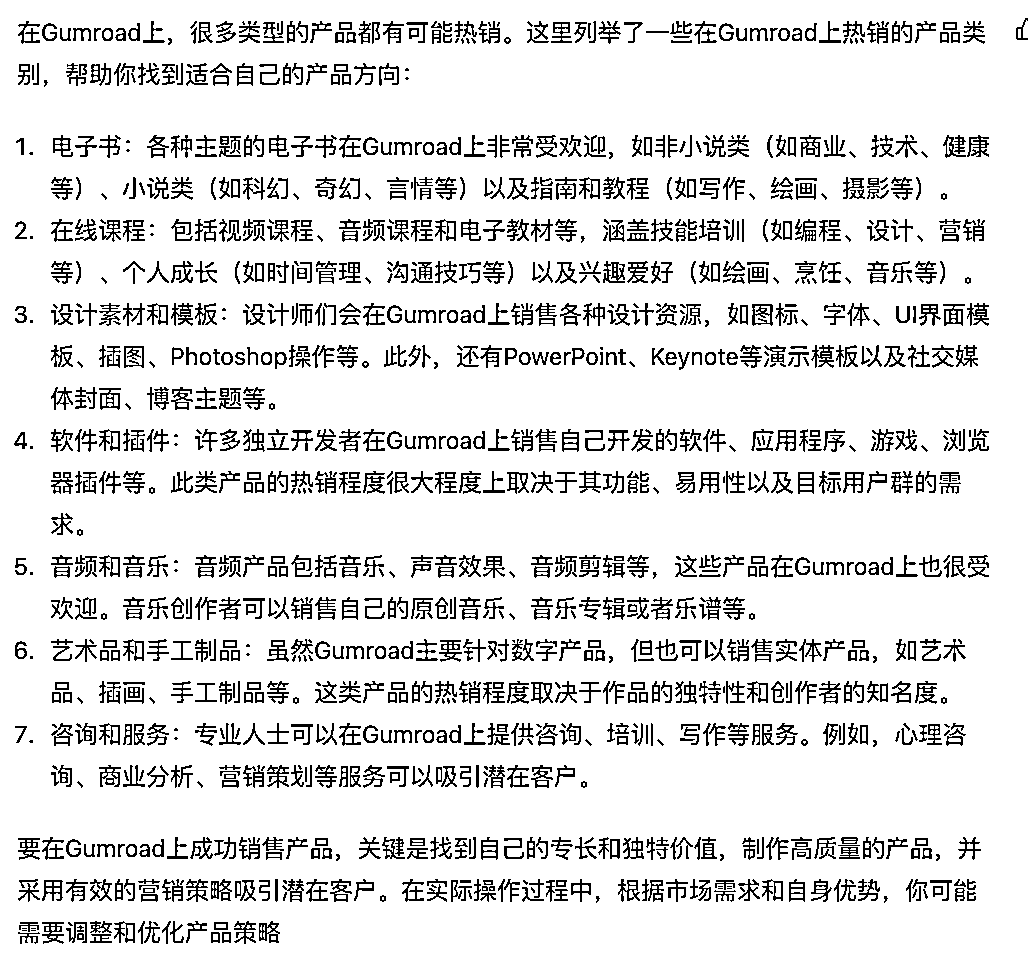 在Gumroad上，很多类型的产品都有可能热销。这里列举了一些在Gumroad上热销的产品类
别，帮助你找到适合自己的产品方向：
1. 电子书：各种主题的电子书在Gumroad上非常受欢迎，如非小说类（如商业、技术、健康
等）、小说类（如科幻、奇幻、言情等）以及指南和教程（如写作、绘画、摄影等）。
2. 在线课程：包括视频课程、音频课程和电子教材等，涵盖技能培训（如编程、设计、营销
等）、个人成长（如时间管理、沟通技巧等）以及兴趣爱好（如绘画、烹饪、音乐等）。
3. 设计素材和模板：设计师们会在Gumroad上销售各种设计资源，如图标、字体、UI界面模
板、插图、Photoshop操作等。此外，还有PowerPoint、Keynote等演示模板以及社交媒
体封面、博客主题等。
4. 软件和插件：许多独立开发者在Gumroad上销售自己开发的软件、应用程序、游戏、浏览
器插件等。此类产品的热销程度很大程度上取决于其功能、易用性以及目标用户群的需
求。
5. 音频和音乐：音频产品包括音乐、声音效果、音频剪辑等，这些产品在Gumroad上也很受
欢迎。音乐创作者可以销售自己的原创音乐、音乐专辑或者乐谱等。
6. 艺术品和手工制品：虽然Gumroad主要针对数字产品，但也可以销售实体产品，如艺术
品、插画、手工制品等。这类产品的热销程度取决于作品的独特性和创作者的知名度。
7. 咨询和服务：专业人士可以在Gumroad上提供咨询、培训、写作等服务。例如，心理咨
询、商业分析、营销策划等服务可以吸引潜在客户。
要在Gumroad上成功销售产品，关键是找到自己的专长和独特价值，制作高质量的产品，并
采用有效的营销策略吸引潜在客户。在实际操作过程中，根据市场需求和自身优势，你可能
需要调整和优化产品策略